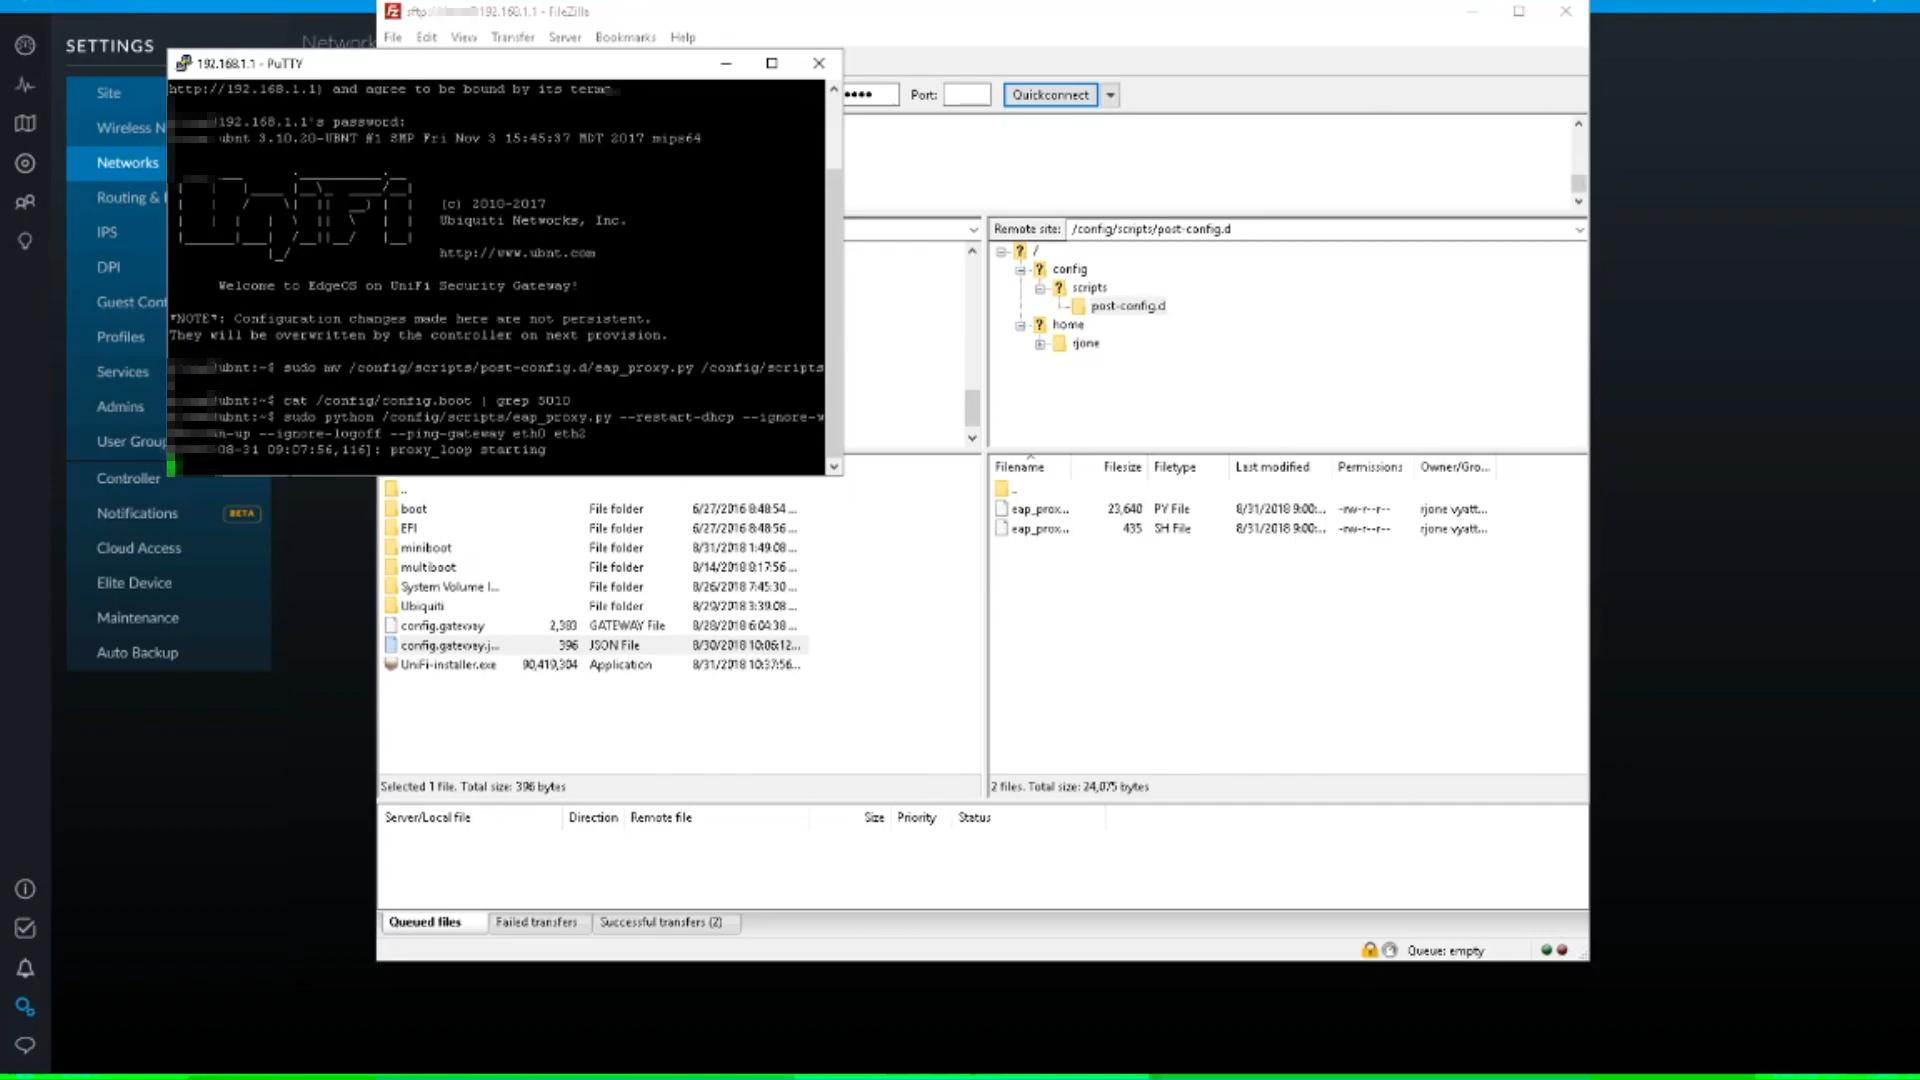 sftp://
@192.168.1.1 - FileZilla
File Edit View Transfer Server Bookmarks Help
SETTINGS
Network
192.168.1.1 - PuTTY
Port:
Quickconnect
Site
Wireless N
Networks
Routing &
IPS
DPI
Guest Cont
Profiles
Services
Admins
User Group
Controller
Notifications BETA
Cloud Access
Elite Device
Maintenance
Auto Backup
http://192.168.1.1) and agree to be bound by its terms
192.168.1.1's password:
ubnt 3.10.20-UBNT #1 SMP Fri Nov 3 15:45:37 MDT 2017 mips64
UniFi
(c) 2010-2017
Ubiquiti Networks, Inc.
http://www.ubnt.com
Welcome to EdgeOS on UniFi Security Gateway!
*NOTE*: Configuration changes made here are not persistent.
They will be overwritten by the controller on next provision.
ubnt:~$ sudo mv /config/scripts/post-config.d/eap_proxy.py /config/scripts
ubnt:~$ cat /config/config.boot | grep 5010
ubnt:~$ sudo python /config/scripts/eap_proxy.py --restart-dhcp --ignore-w
n-up --ignore-logoff --ping-gateway eth0 eth2
08-31 09:07:56,116]: proxy_loop starting
Remote site: /config/scripts/post-config.d
/
config
scripts
post-config.d
home
rjone
..
boot File folder 6/27/2016 8:48:54 ...
EFI File folder 6/27/2016 8:48:56 ...
miniboot File folder 8/31/2018 1:49:08 ...
multiboot File folder 8/14/2018 8:17:56 ...
System Volume I... File folder 8/26/2018 7:45:30 ...
Ubiquiti File folder 8/29/2018 3:39:08 ...
config.gateway 2,383 GATEWAY File 8/28/2018 6:04:38 ...
config.gateway.j... 396 JSON File 8/30/2018 10:06:12...
UniFi-installer.exe 90,419,304 Application 8/31/2018 10:37:56...
Selected 1 file. Total size: 396 bytes
Filename Filesize Filetype Last modified Permissions Owner/Gro...
..
eap_prox... 23,640 PY File 8/31/2018 9:00:... -rw-r--r-- rjone vyatt...
eap_prox... 435 SH File 8/31/2018 9:00:... -rw-r--r-- rjone vyatt...
2 files. Total size: 24,075 bytes
Server/Local file Direction Remote file Size Priority Status
Queued files Failed transfers Successful transfers (2)
Queue: empty